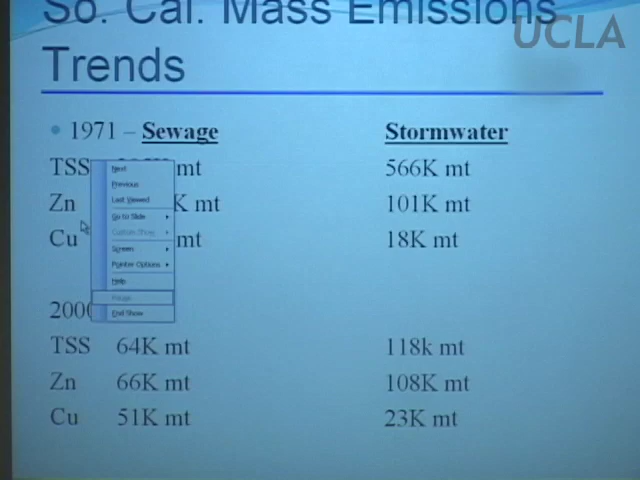 So. Cal. Mass Emissions
UCLA
Trends
1971 – Sewage Stormwater
TSS mt 566K mt
Zn K mt 101K mt
Cu mt 18K mt
Next
Previous
Last Viewed
Go to Slide
Custom Show
Screen
Pointer Options
Help
Pause
End Show
TSS 64K mt 118k mt
Zn 66K mt 108K mt
Cu 51K mt 23K mt